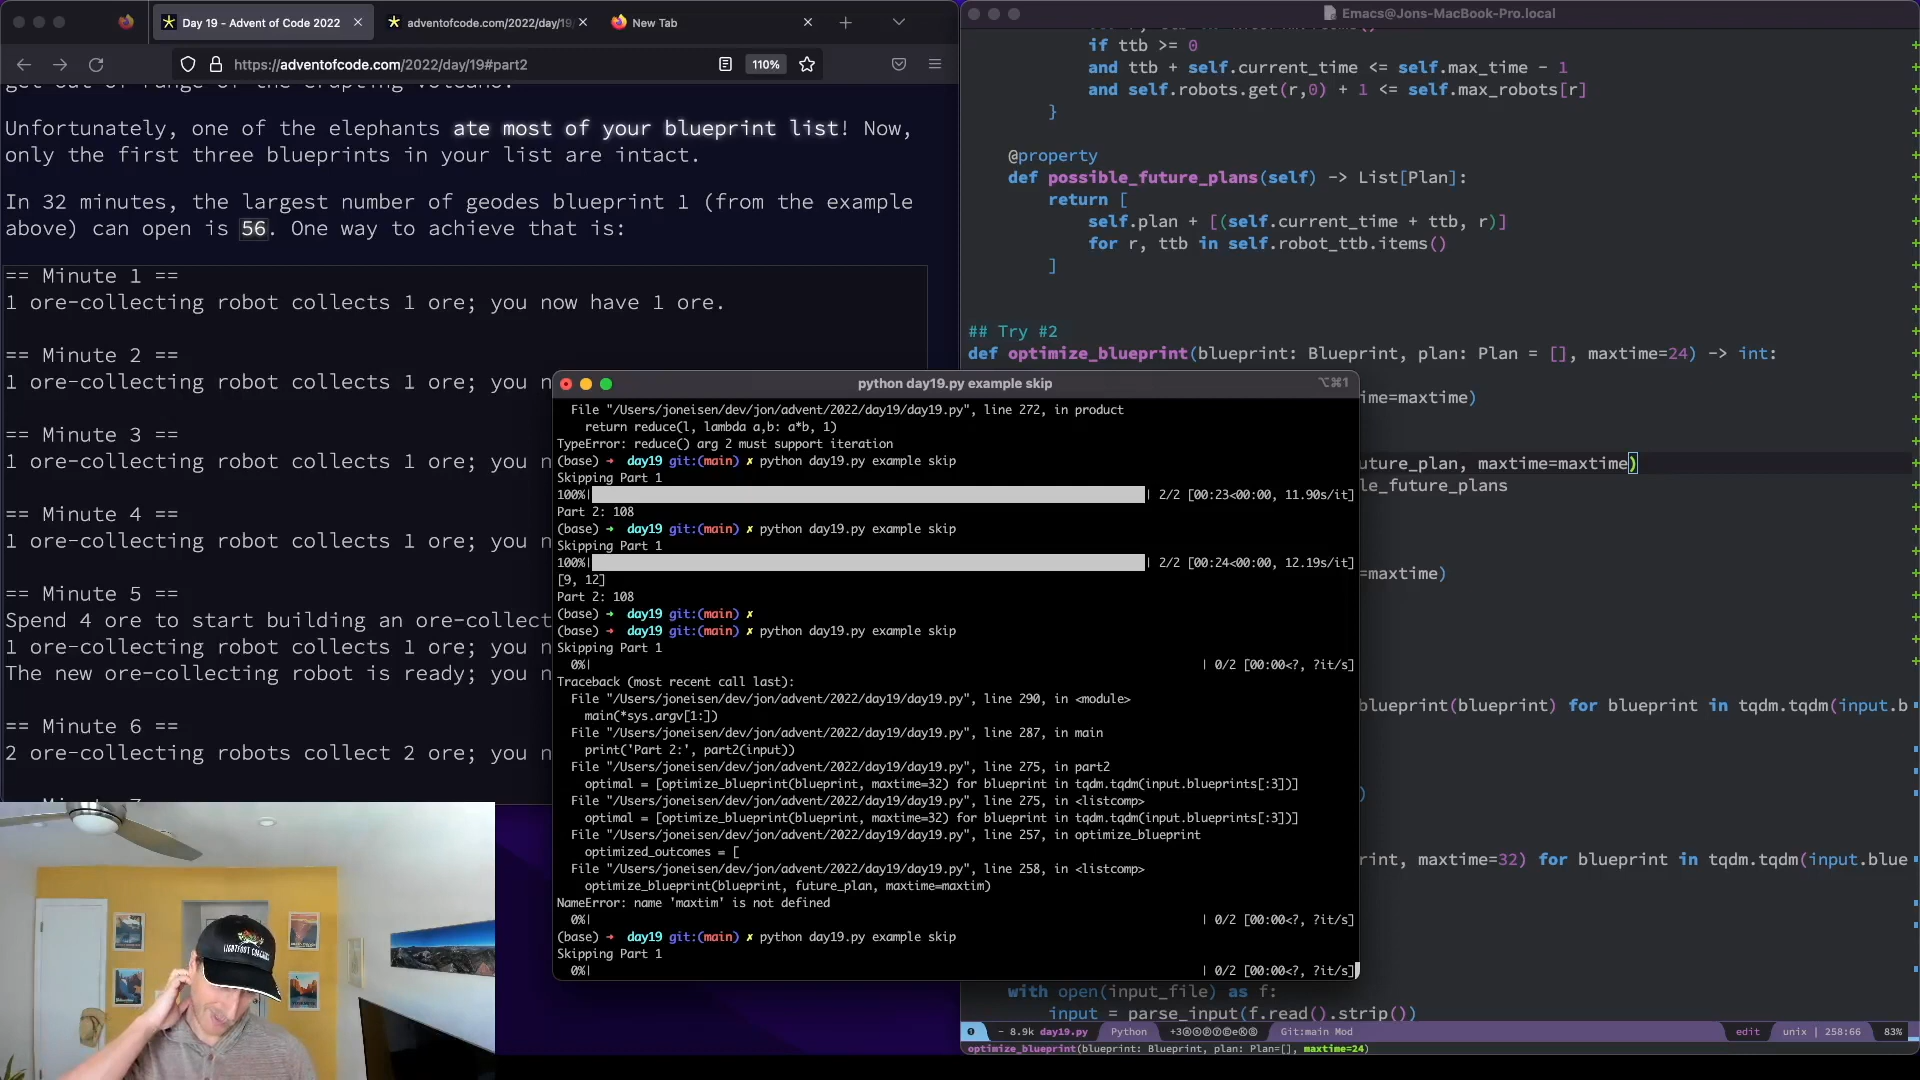 Day 19 - Advent of Code 2022
adventofcode.com/2022/day/19
New Tab
https://adventofcode.com/2022/day/19#part2
110%
get out of range of the erupting volcano.
Unfortunately, one of the elephants ate most of your blueprint list! Now,
only the first three blueprints in your list are intact.
In 32 minutes, the largest number of geodes blueprint 1 (from the example
above) can open is 56. One way to achieve that is:
== Minute 1 ==
1 ore-collecting robot collects 1 ore; you now have 1 ore.
== Minute 2 ==
1 ore-collecting robot collects 1 ore; you n
== Minute 3 ==
1 ore-collecting robot collects 1 ore; you n
== Minute 4 ==
1 ore-collecting robot collects 1 ore; you n
== Minute 5 ==
Spend 4 ore to start building an ore-collect
1 ore-collecting robot collects 1 ore; you n
The new ore-collecting robot is ready; you n
== Minute 6 ==
2 ore-collecting robots collect 2 ore; you n
LIGHTFOOT COACHING
python day19.py example skip
⌥⌘1
File "/Users/joneisen/dev/jon/advent/2022/day19/day19.py", line 272, in product
return reduce(l, lambda a,b: a*b, 1)
TypeError: reduce() arg 2 must support iteration
(base) ➜ day19 git:(main) ✗ python day19.py example skip
Skipping Part 1
100%| | 2/2 [00:23<00:00, 11.90s/it]
Part 2: 108
(base) ➜ day19 git:(main) ✗ python day19.py example skip
Skipping Part 1
100%| | 2/2 [00:24<00:00, 12.19s/it]
[9, 12]
Part 2: 108
(base) ➜ day19 git:(main) ✗
(base) ➜ day19 git:(main) ✗ python day19.py example skip
Skipping Part 1
0%| | 0/2 [00:00<?, ?it/s]
Traceback (most recent call last):
File "/Users/joneisen/dev/jon/advent/2022/day19/day19.py", line 290, in <module>
main(*sys.argv[1:])
File "/Users/joneisen/dev/jon/advent/2022/day19/day19.py", line 287, in main
print('Part 2:', part2(input))
File "/Users/joneisen/dev/jon/advent/2022/day19/day19.py", line 275, in part2
optimal = [optimize_blueprint(blueprint, maxtime=32) for blueprint in tqdm.tqdm(input.blueprints[:3])]
File "/Users/joneisen/dev/jon/advent/2022/day19/day19.py", line 275, in <listcomp>
optimal = [optimize_blueprint(blueprint, maxtime=32) for blueprint in tqdm.tqdm(input.blueprints[:3])]
File "/Users/joneisen/dev/jon/advent/2022/day19/day19.py", line 257, in optimize_blueprint
optimized_outcomes = [
File "/Users/joneisen/dev/jon/advent/2022/day19/day19.py", line 258, in <listcomp>
optimize_blueprint(blueprint, future_plan, maxtime=maxtim)
NameError: name 'maxtim' is not defined
0%| | 0/2 [00:00<?, ?it/s]
(base) ➜ day19 git:(main) ✗ python day19.py example skip
Skipping Part 1
0%| | 0/2 [00:00<?, ?it/s]
Emacs@Jons-MacBook-Pro.local
if ttb >= 0
and ttb + self.current_time <= self.max_time - 1
and self.robots.get(r,0) + 1 <= self.max_robots[r]
}
@property
def possible_future_plans(self) -> List[Plan]:
return [
self.plan + [(self.current_time + ttb, r)]
for r, ttb in self.robot_ttb.items()
]
## Try #2
def optimize_blueprint(blueprint: Blueprint, plan: Plan = [], maxtime=24) -> int:
ime=maxtime)
uture_plan, maxtime=maxtime)
le_future_plans
=maxtime)
blueprint(blueprint) for blueprint in tqdm.tqdm(input.b
)
rint, maxtime=32) for blueprint in tqdm.tqdm(input.blue
with open(input_file) as f:
input = parse_input(f.read().strip())
- 8.9k day19.py Python Git:main Mod edit unix | 258:66 83%
optimize_blueprint(blueprint: Blueprint, plan: Plan=[], maxtime=24)